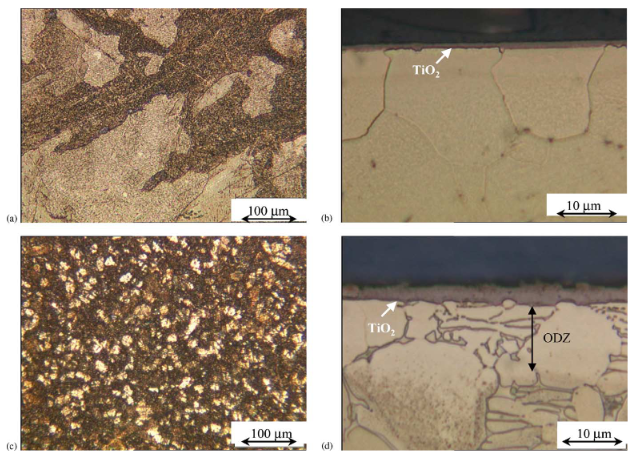 TiO₂
(a)
100 μm
(b)
10 μm
TiO₂
ODZ
(c)
100 μm
(d)
10 μm